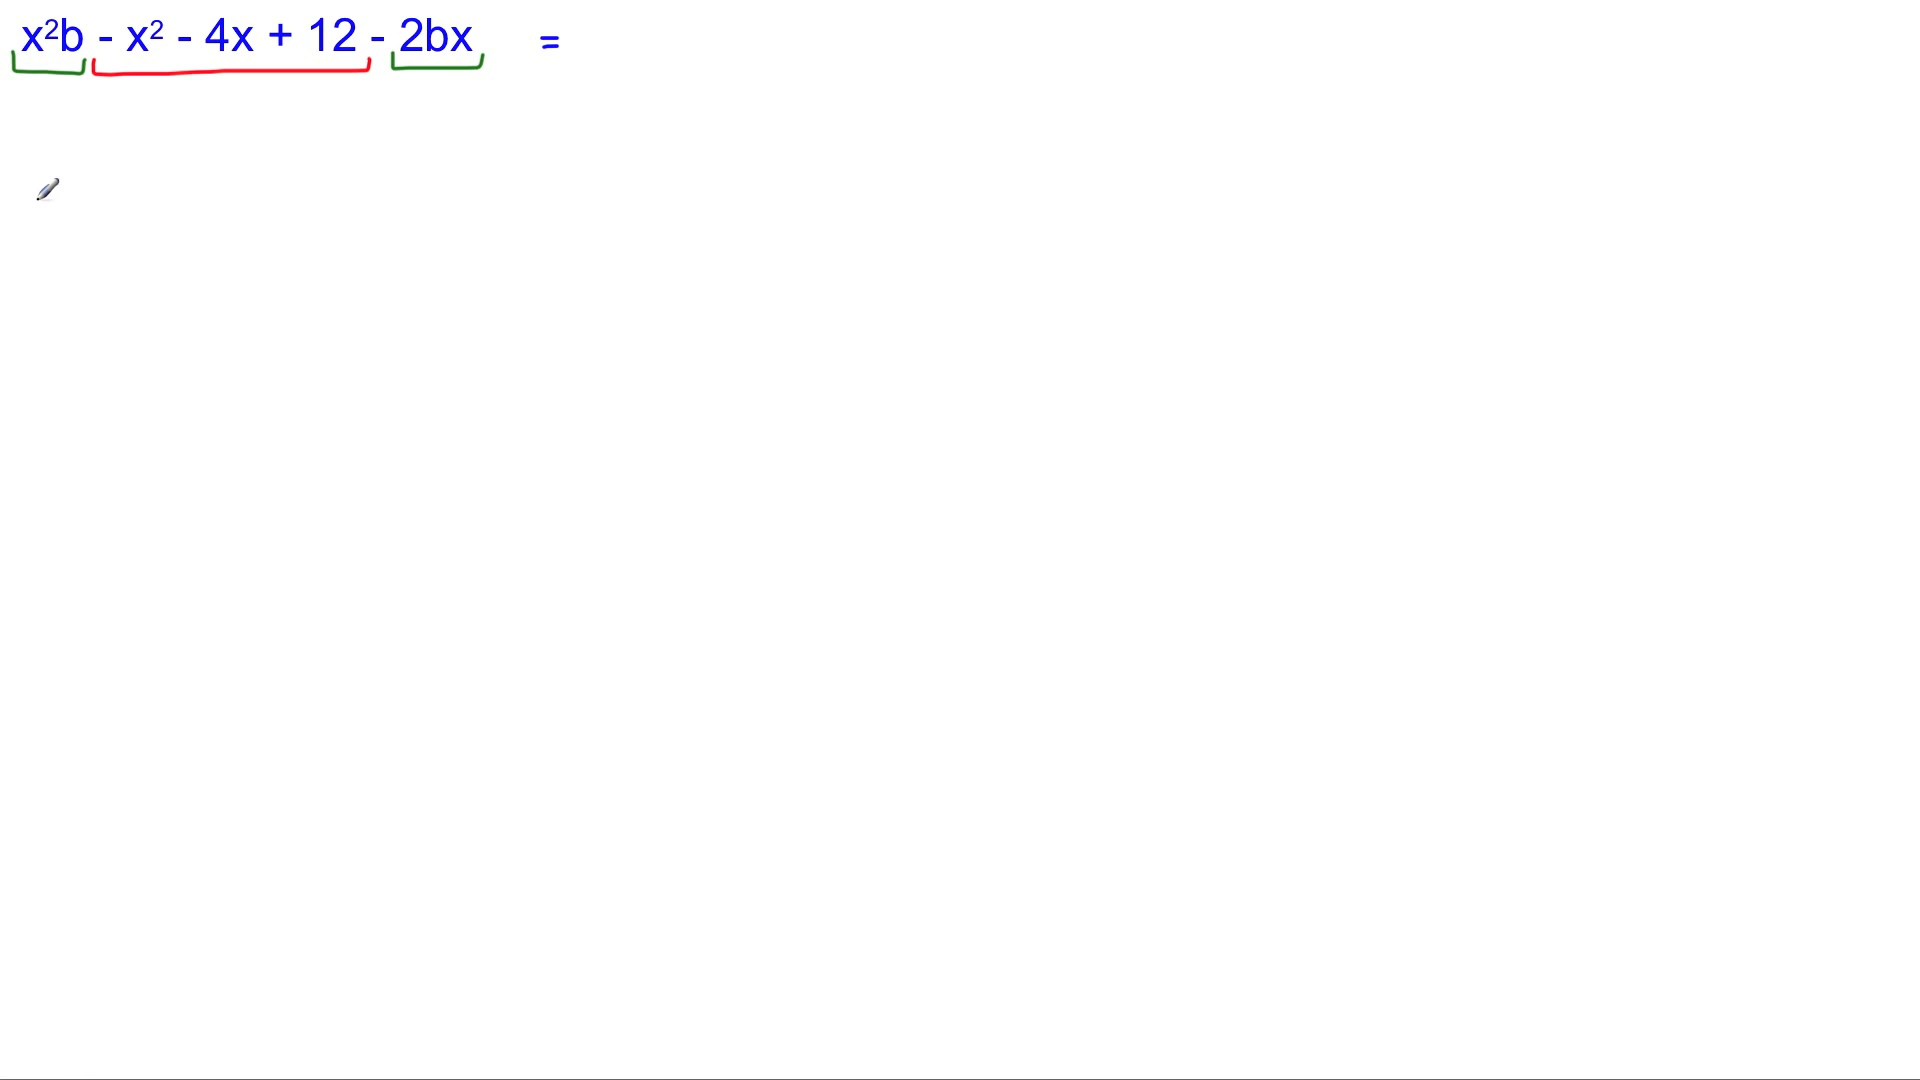 x²b - x² - 4x + 12 - 2bx =